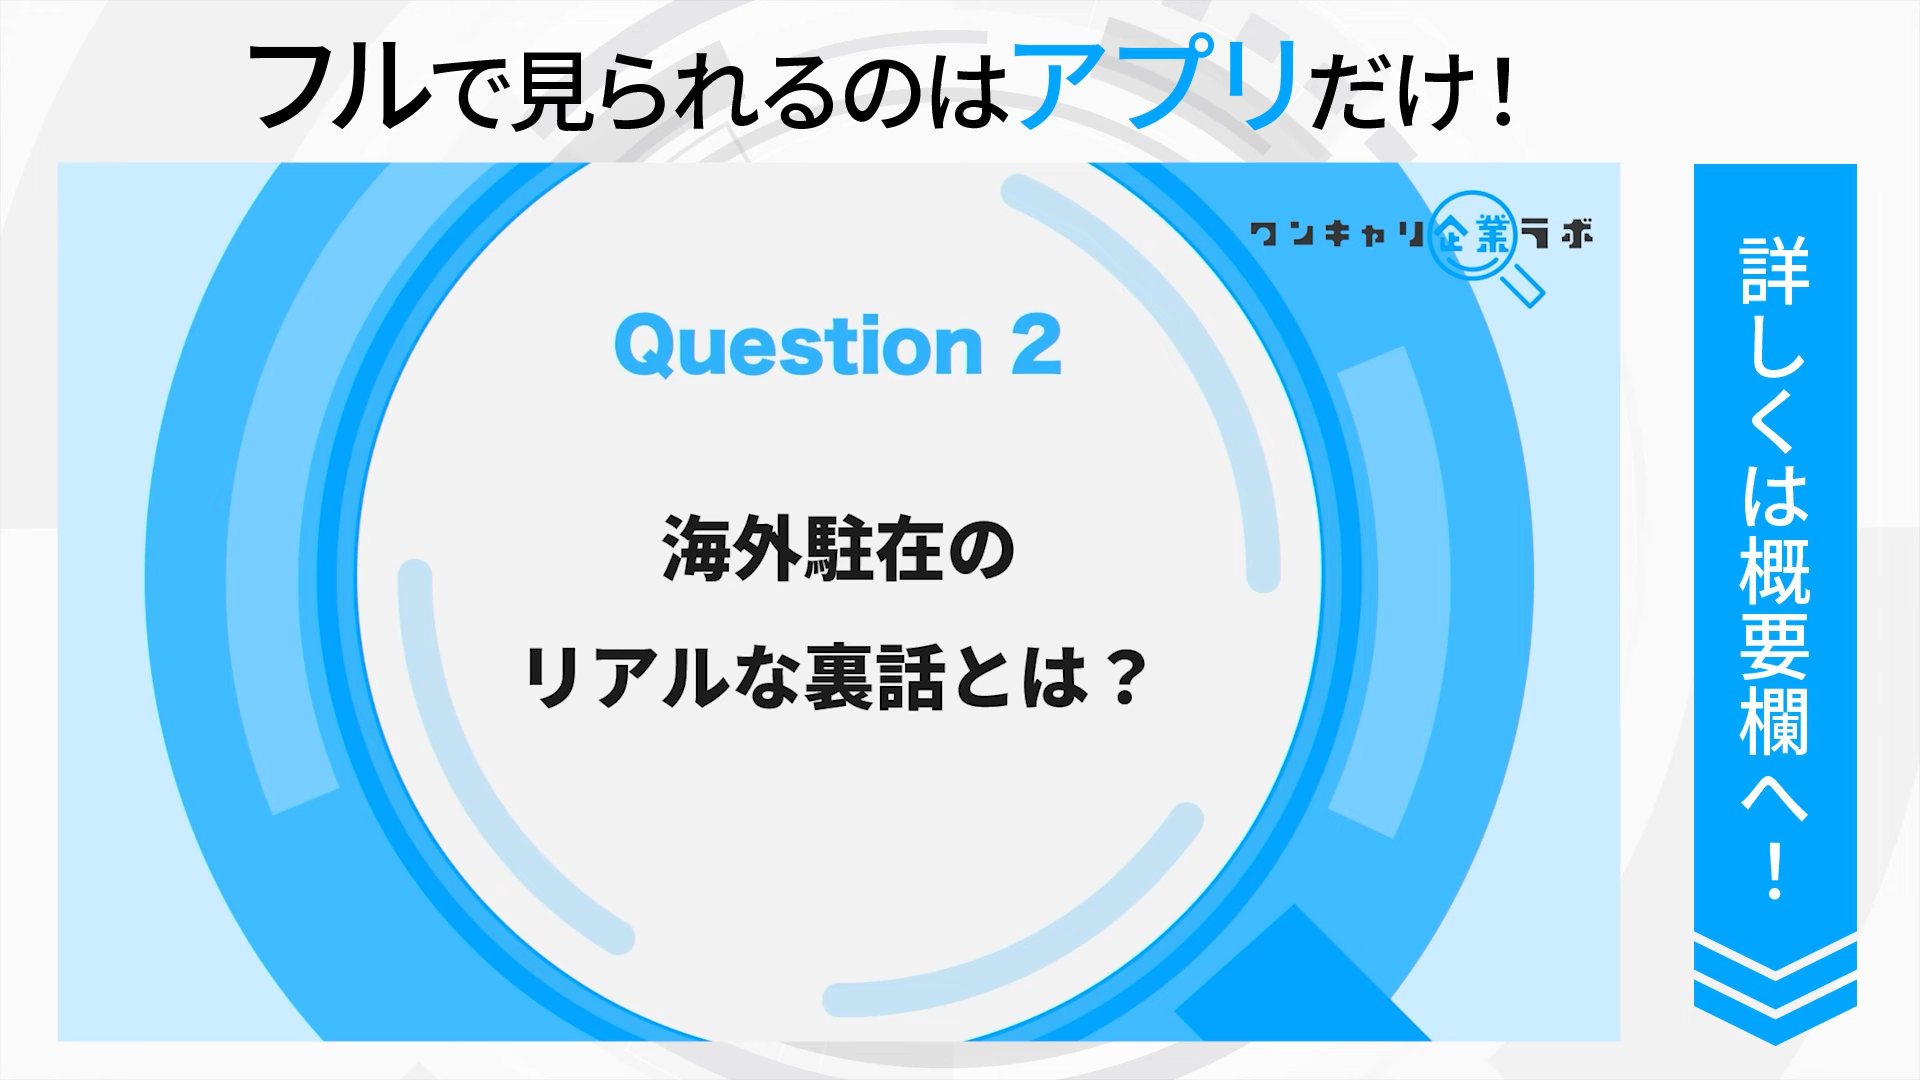 フルで見られるのはアプリだけ！
ワンキャリ企業ラボ
Question 2
海外駐在の
リアルな裏話とは？
詳しくは概要欄へ！